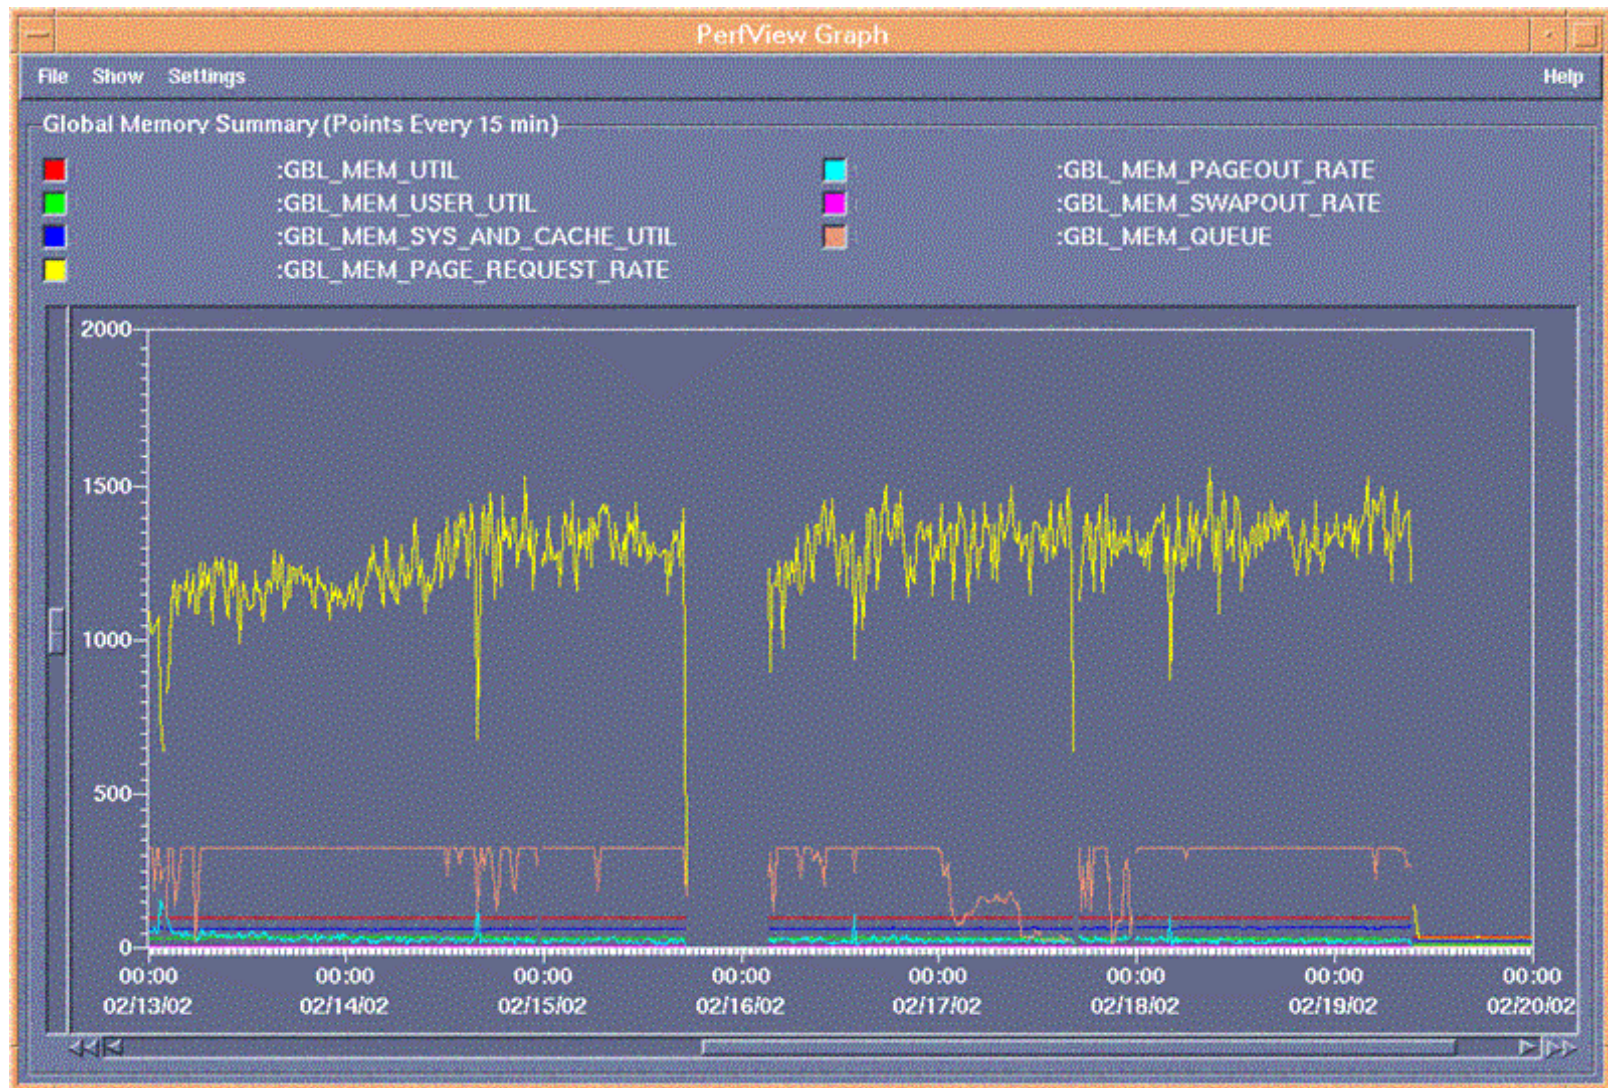 PerfView Graph
File Show Settings Help
Global Memory Summary (Points Every 15 min)
:GBL_MEM_UTIL :GBL_MEM_PAGEOUT_RATE
:GBL_MEM_USER_UTIL :GBL_MEM_SWAPOUT_RATE
:GBL_MEM_SYS_AND_CACHE_UTIL :GBL_MEM_QUEUE
:GBL_MEM_PAGE_REQUEST_RATE
2000
1500
1000
500
0
00:00 00:00 00:00 00:00 00:00 00:00 00:00 00:00
02/13/02 02/14/02 02/15/02 02/16/02 02/17/02 02/18/02 02/19/02 02/20/02